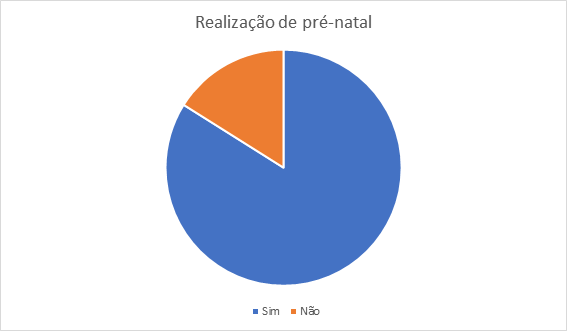 Realização de pré-natal
Sim Não